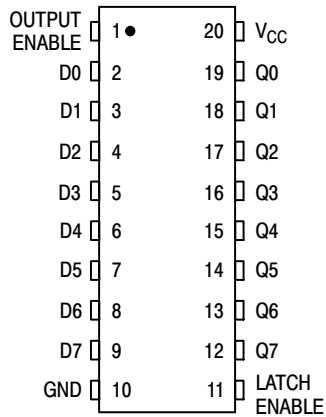 OUTPUT
ENABLE 1 20 VCC
D0 2 19 Q0
D1 3 18 Q1
D2 4 17 Q2
D3 5 16 Q3
D4 6 15 Q4
D5 7 14 Q5
D6 8 13 Q6
D7 9 12 Q7
GND 10 11 LATCH
ENABLE